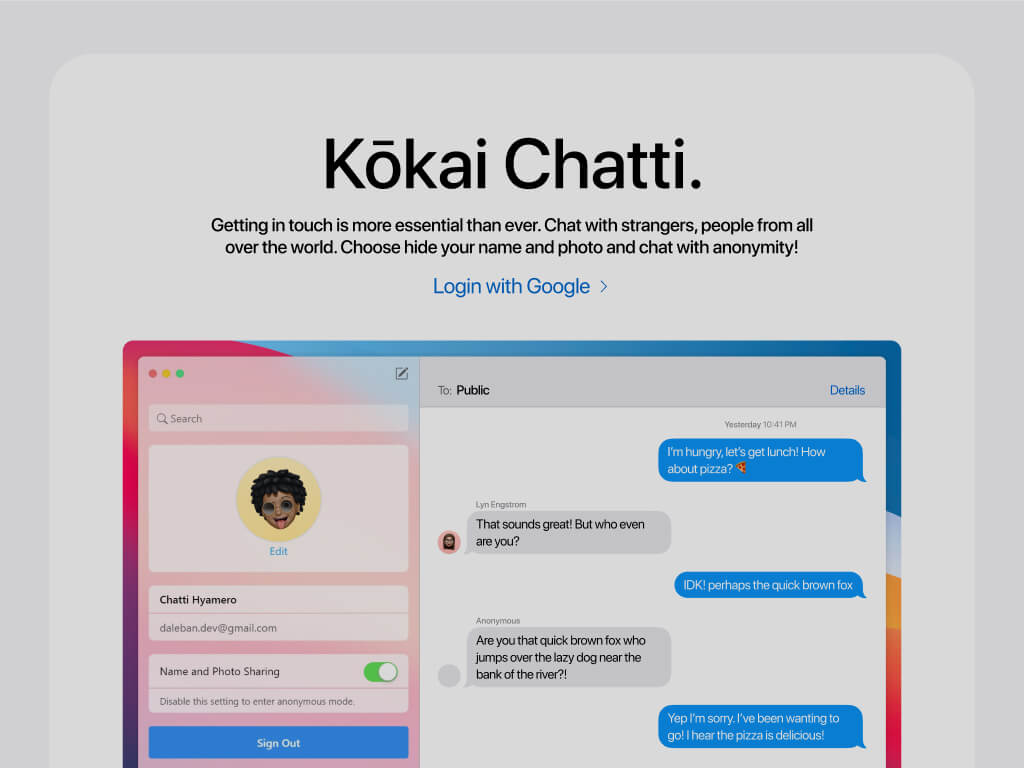 Kōkai Chatti.
Getting in touch is more essential than ever. Chat with strangers, people from all
over the world. Choose hide your name and photo and chat with anonymity!
Login with Google >
Search
Edit
Chatti Hyamero
daleban.dev@gmail.com
Name and Photo Sharing
Disable this setting to enter anonymous mode.
Sign Out
To: Public
Details
Yesterday 10:41 PM
I'm hungry, let's get lunch! How
about pizza? 🍕
Lyn Engstrom
That sounds great! But who even
are you?
IDK! perhaps the quick brown fox
Anonymous
Are you that quick brown fox who
jumps over the lazy dog near the
bank of the river?!
Yep I'm sorry. I've been wanting to
go! I hear the pizza is delicious!